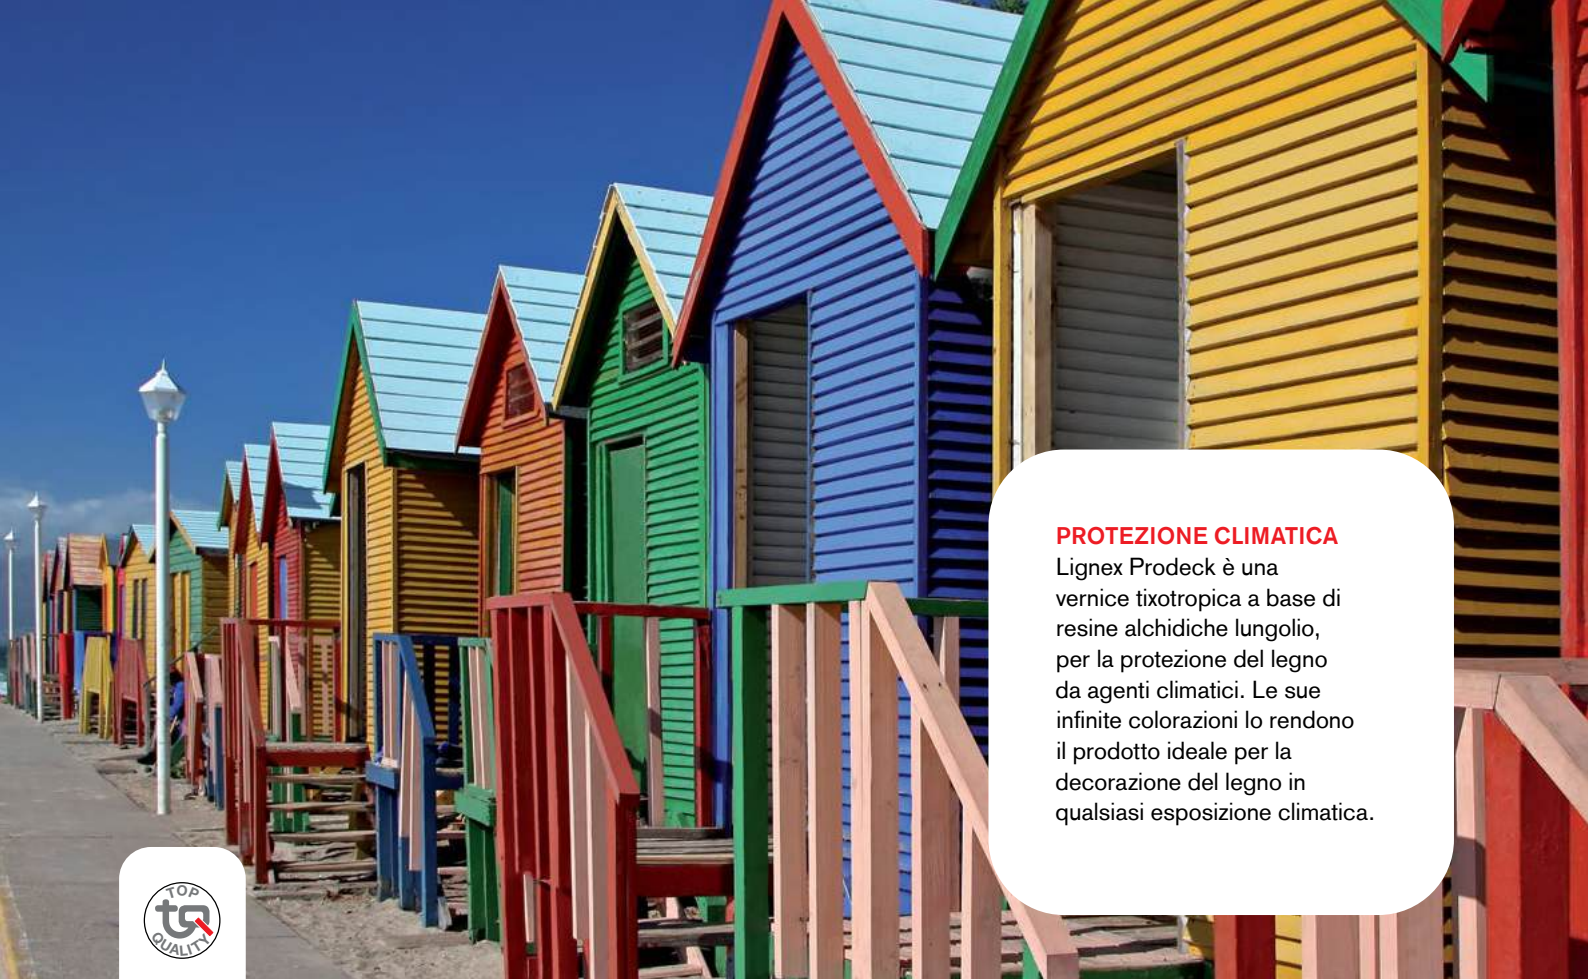 PROTEZIONE CLIMATICA
Lignex Prodeck è una
vernice tixotropica a base di
resine alchidiche lungolio,
per la protezione del legno
da agenti climatici. Le sue
infinite colorazioni lo rendono
il prodotto ideale per la
decorazione del legno in
qualsiasi esposizione climatica.
TOP
tq
QUALITY